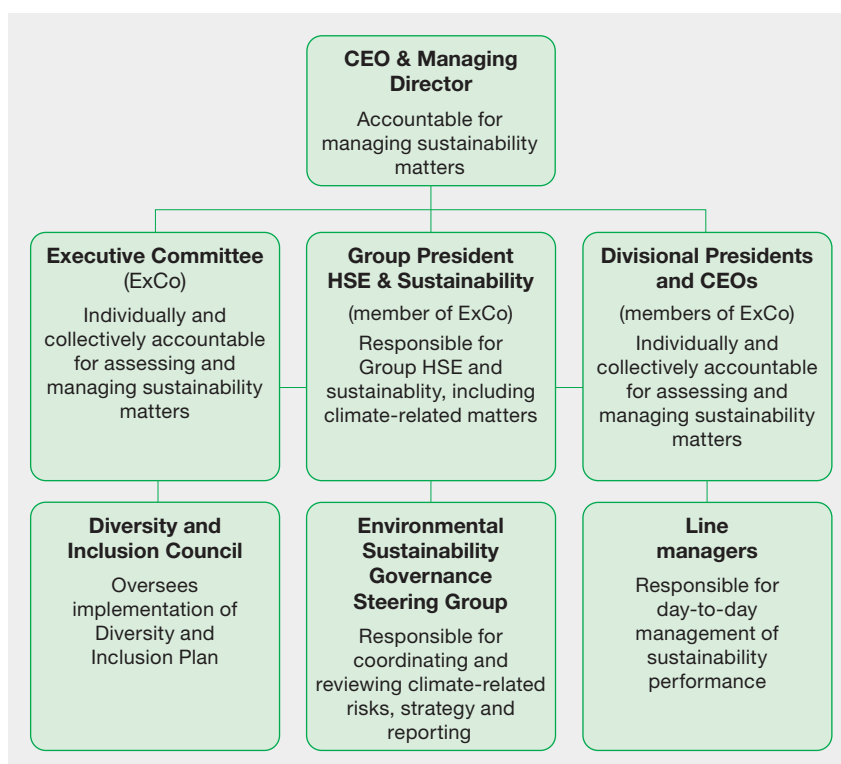 CEO & Managing
Director
Accountable for
managing sustainability
matters
Executive Committee
(ExCo)
Individually and
collectively accountable
for assessing and
managing sustainability
matters
Group President
HSE & Sustainability
(member of ExCo)
Responsible for
Group HSE and
sustainablity, including
climate-related matters
Divisional Presidents
and CEOs
(members of ExCo)
Individually and
collectively accountable
for assessing and
managing sustainability
matters
Diversity and
Inclusion Council
Oversees
implementation of
Diversity and
Inclusion Plan
Environmental
Sustainability
Governance
Steering Group
Responsible for
coordinating and
reviewing climate-related
risks, strategy and
reporting
Line
managers
Responsible for
day-to-day
management of
sustainability
performance